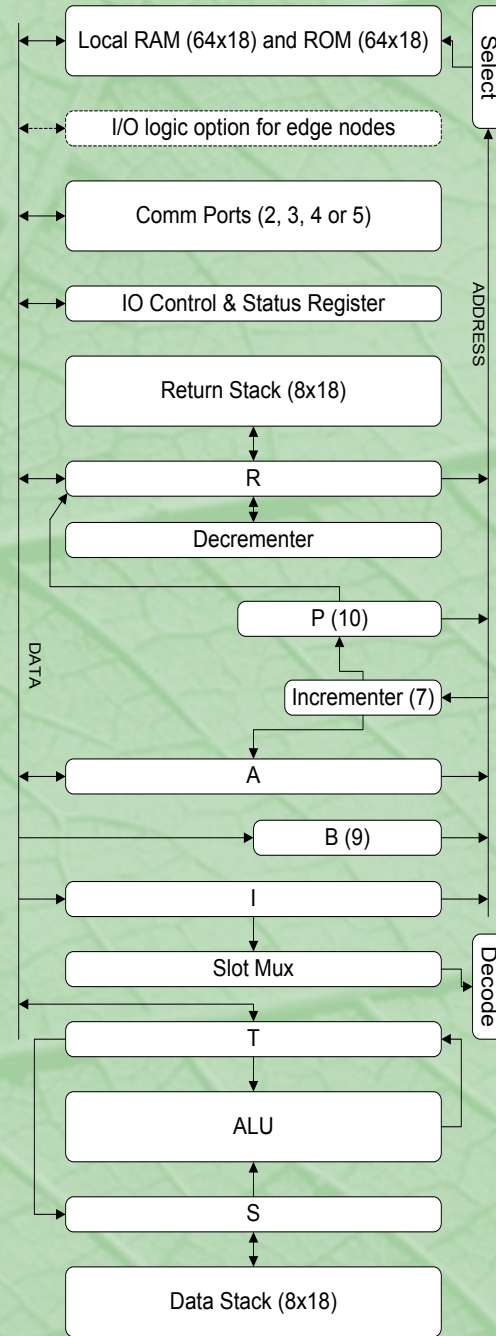 Local RAM (64x18) and ROM (64x18)
Select
I/O logic option for edge nodes
Comm Ports (2, 3, 4 or 5)
IO Control & Status Register
ADDRESS
Return Stack (8x18)
R
Decrementer
P (10)
DATA
Incrementer (7)
A
B (9)
I
Slot Mux
Decode
T
ALU
S
Data Stack (8x18)